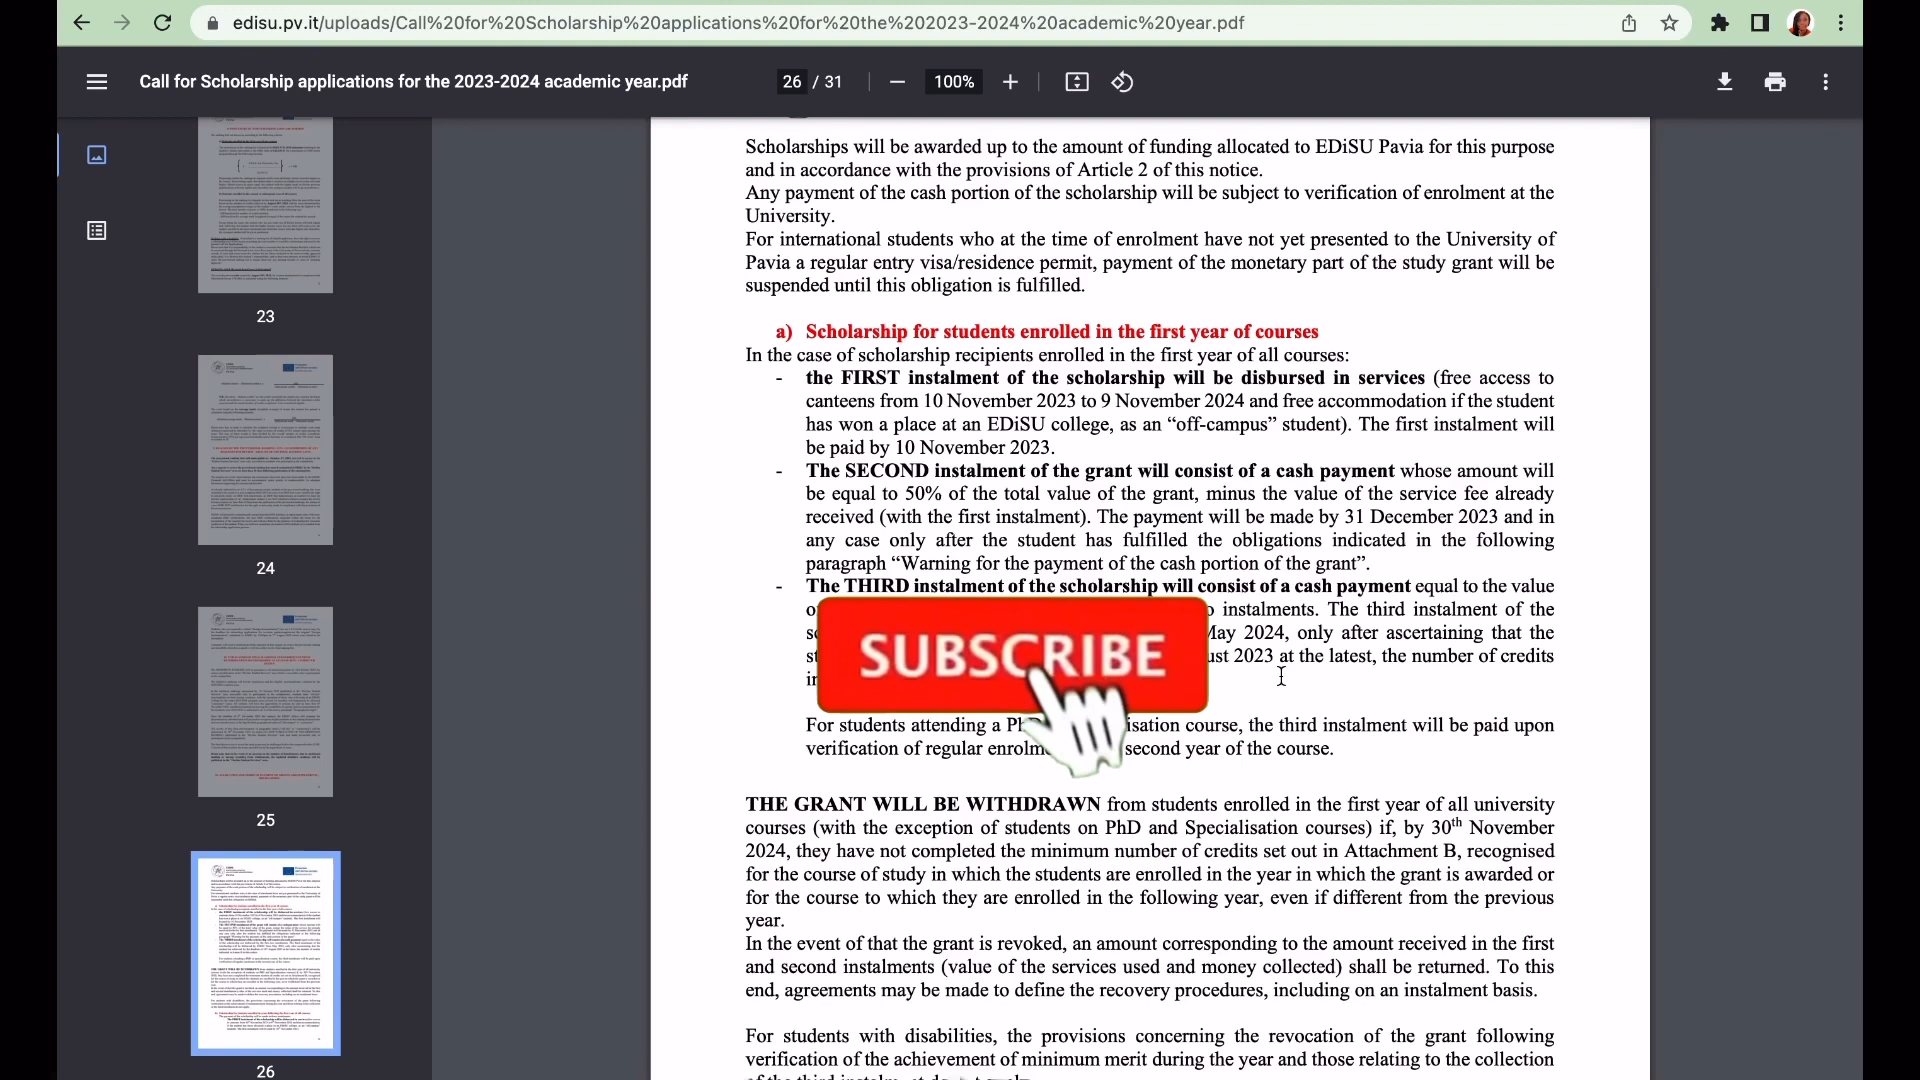 edisu.pv.it/uploads/Call%20for%20Scholarship%20applications%20for%20the%202023-2024%20academic%20year.pdf
Call for Scholarship applications for the 2023-2024 academic year.pdf
26 / 31
100%
23
24
25
26
Scholarships will be awarded up to the amount of funding allocated to EDiSU Pavia for this purpose
and in accordance with the provisions of Article 2 of this notice.
Any payment of the cash portion of the scholarship will be subject to verification of enrolment at the
University.
For international students who at the time of enrolment have not yet presented to the University of
Pavia a regular entry visa/residence permit, payment of the monetary part of the study grant will be
suspended until this obligation is fulfilled.
a) Scholarship for students enrolled in the first year of courses
In the case of scholarship recipients enrolled in the first year of all courses:
- the FIRST instalment of the scholarship will be disbursed in services (free access to
canteens from 10 November 2023 to 9 November 2024 and free accommodation if the student
has won a place at an EDiSU college, as an “off-campus” student). The first instalment will
be paid by 10 November 2023.
- The SECOND instalment of the grant will consist of a cash payment whose amount will
be equal to 50% of the total value of the grant, minus the value of the service fee already
received (with the first instalment). The payment will be made by 31 December 2023 and in
any case only after the student has fulfilled the obligations indicated in the following
paragraph “Warning for the payment of the cash portion of the grant”.
- The THIRD instalment of the scholarship will consist of a cash payment equal to the value
instalments. The third instalment of the
May 2024, only after ascertaining that the
2023 at the latest, the number of credits
SUBSCRIBE
For students attending a course, the third instalment will be paid upon
verification of regular second year of the course.
THE GRANT WILL BE WITHDRAWN from students enrolled in the first year of all university
courses (with the exception of students on PhD and Specialisation courses) if, by 30th November
2024, they have not completed the minimum number of credits set out in Attachment B, recognised
for the course of study in which the students are enrolled in the year in which the grant is awarded or
for the course to which they are enrolled in the following year, even if different from the previous
year.
In the event of that the grant is revoked, an amount corresponding to the amount received in the first
and second instalments (value of the services used and money collected) shall be returned. To this
end, agreements may be made to define the recovery procedures, including on an instalment basis.
For students with disabilities, the provisions concerning the revocation of the grant following
verification of the achievement of minimum merit during the year and those relating to the collection